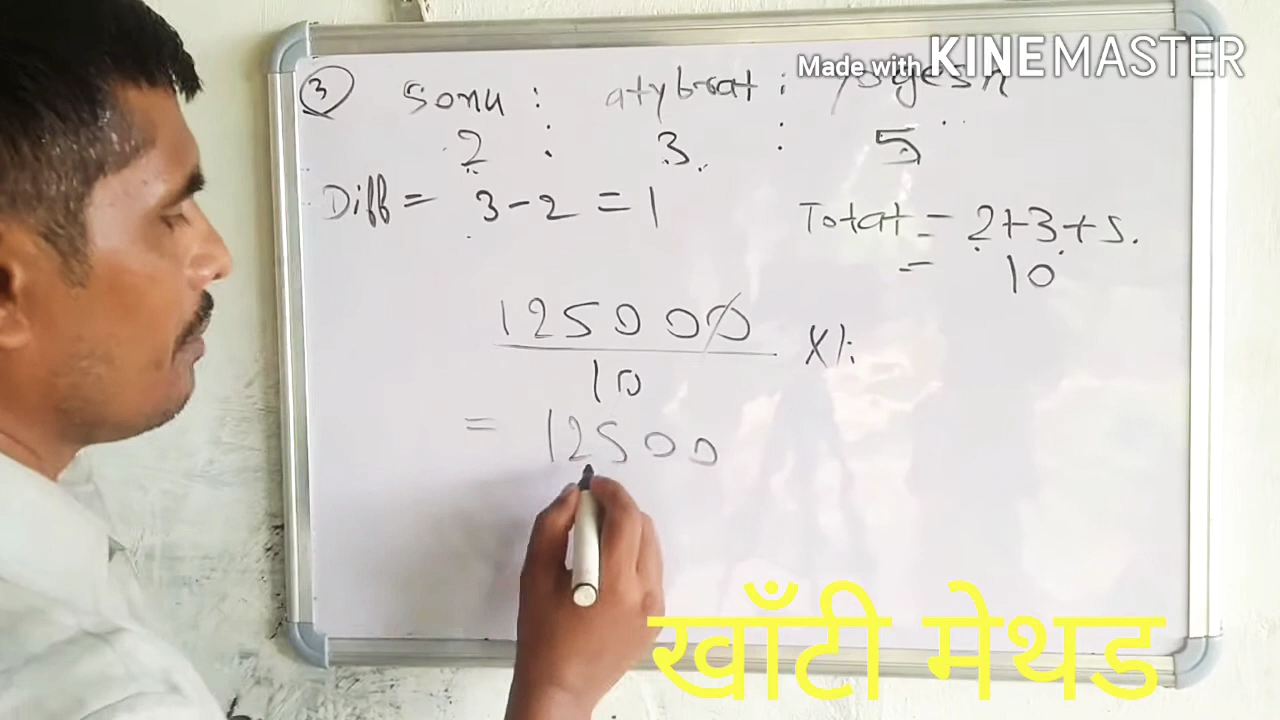 Made with KINEMASTER
③ Sonu : atybrat : yogesh
2 : 3 : 5
Diff = 3-2 = 1
Total = 2+3+5.
= 10
125000 X1
10
= 12500
खाँटी मेथड